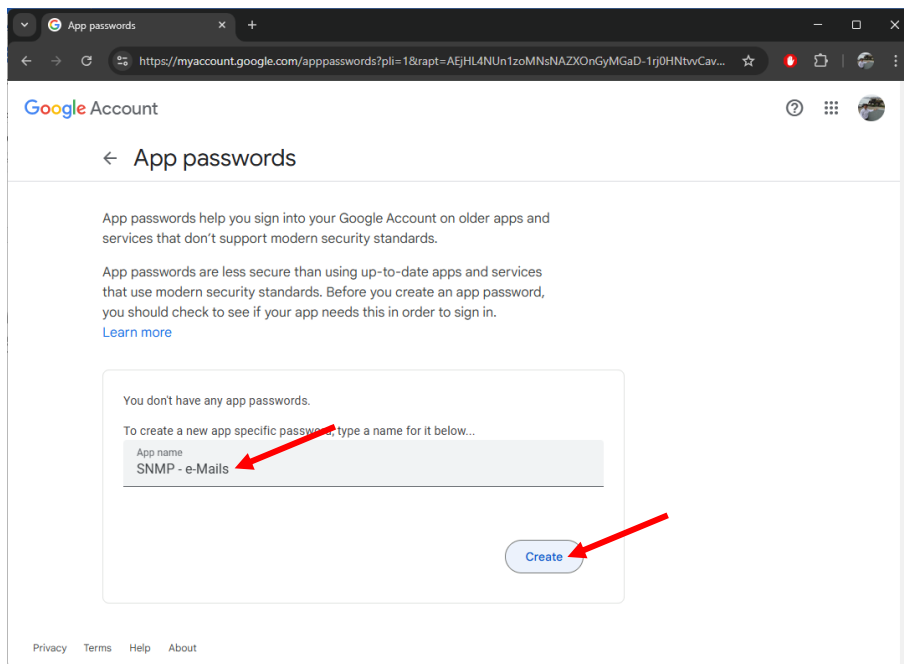 App passwords
https://myaccount.google.com/apppasswords?pli=1&rapt=AEjHL4NUn1zoMNsNAZXOnGyMGaD-1rj0HNtvvCav...
Google Account
App passwords
App passwords help you sign into your Google Account on older apps and
services that don't support modern security standards.
App passwords are less secure than using up-to-date apps and services
that use modern security standards. Before you create an app password,
you should check to see if your app needs this in order to sign in.
Learn more
You don't have any app passwords.
To create a new app specific password, type a name for it below...
App name
SNMP - e-Mails
Create
Privacy Terms Help About